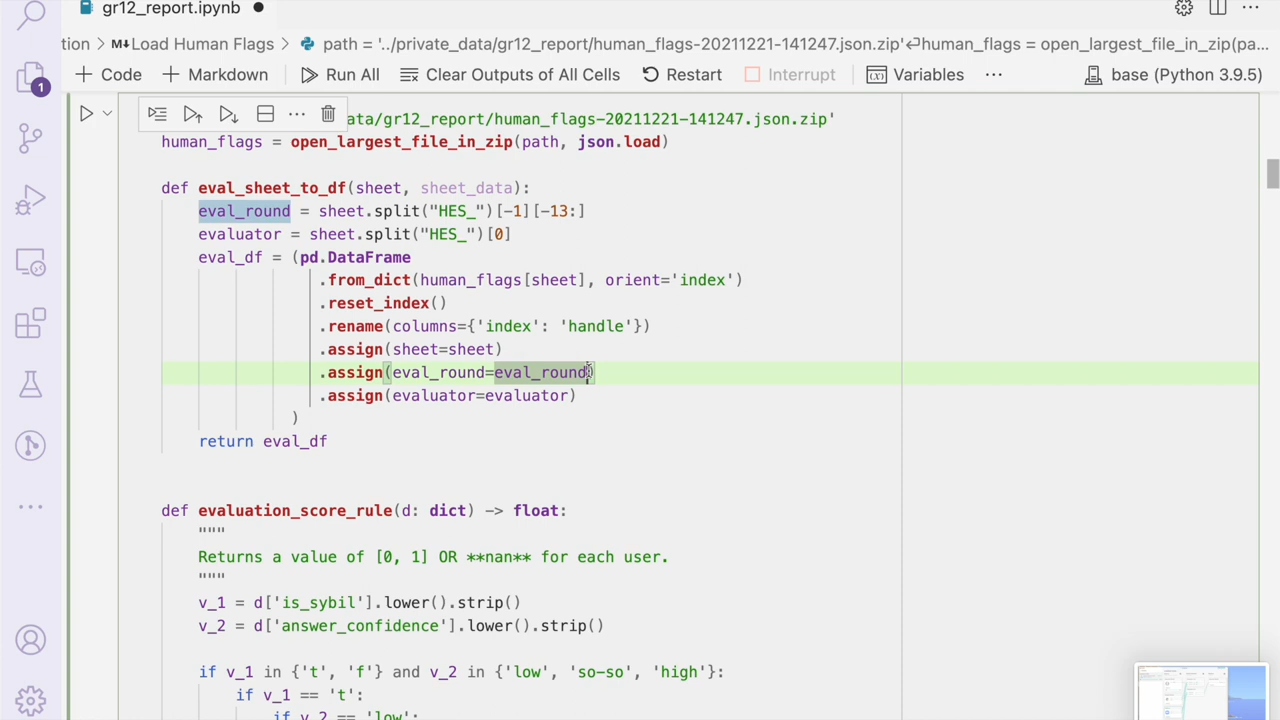 gr12_report.ipynb
tion > M↓Load Human Flags > path = '../private_data/gr12_report/human_flags-20211221-141247.json.zip'↵human_flags = open_largest_file_in_zip(pa...
+ Code + Markdown Run All Clear Outputs of All Cells Restart Interrupt Variables ··· base (Python 3.9.5)
1
ata/gr12_report/human_flags-20211221-141247.json.zip'
human_flags = open_largest_file_in_zip(path, json.load)
def eval_sheet_to_df(sheet, sheet_data):
eval_round = sheet.split("HES_")[-1][-13:]
evaluator = sheet.split("HES_")[0]
eval_df = (pd.DataFrame
.from_dict(human_flags[sheet], orient='index')
.reset_index()
.rename(columns={'index': 'handle'})
.assign(sheet=sheet)
.assign(eval_round=eval_round)
.assign(evaluator=evaluator)
)
return eval_df
def evaluation_score_rule(d: dict) -> float:
"""
Returns a value of [0, 1] OR **nan** for each user.
"""
v_1 = d['is_sybil'].lower().strip()
v_2 = d['answer_confidence'].lower().strip()
if v_1 in {'t', 'f'} and v_2 in {'low', 'so-so', 'high'}:
if v_1 == 't':
if v_2 == 'low':